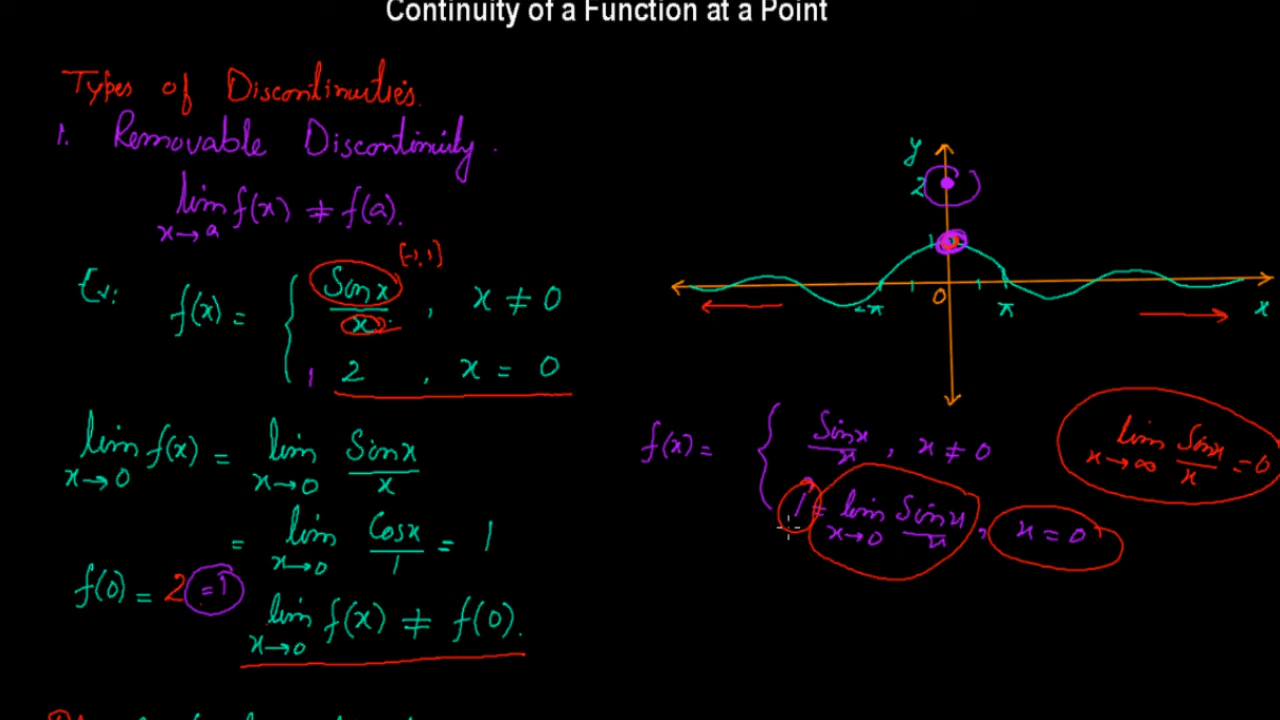 Continuity of a Function at a Point
Types of Discontinuities.
1. Removable Discontinuity.
lim f(x) ≠ f(a).
x→a
Ex: f(x) = { Sinx/x , x ≠ 0
[-1,1]
1 2 , x = 0
lim f(x) = lim Sinx/x
x→0 x→0
= lim Cosx/1 = 1
x→0
f(0) = 2 = 1
lim f(x) ≠ f(0).
x→0
y
2
1
0
-π
π
x
f(x) = { Sinx/x , x ≠ 0
1 = lim Sinx/x , x = 0
x→0
lim Sinx/x = 0
x→∞